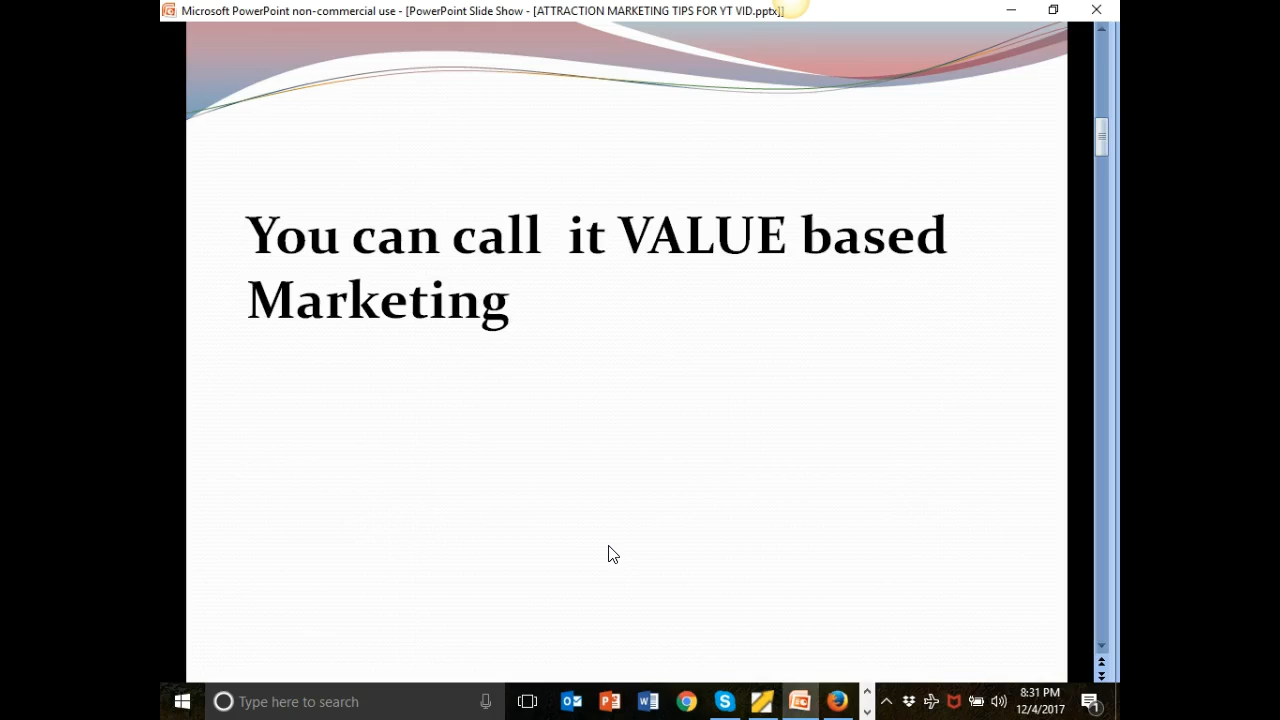 Microsoft PowerPoint non-commercial use - [PowerPoint Slide Show - [ATTRACTION MARKETING TIPS FOR YT VID.pptx]]
You can call  it VALUE based
Marketing
Type here to search
8:31 PM
12/4/2017
1